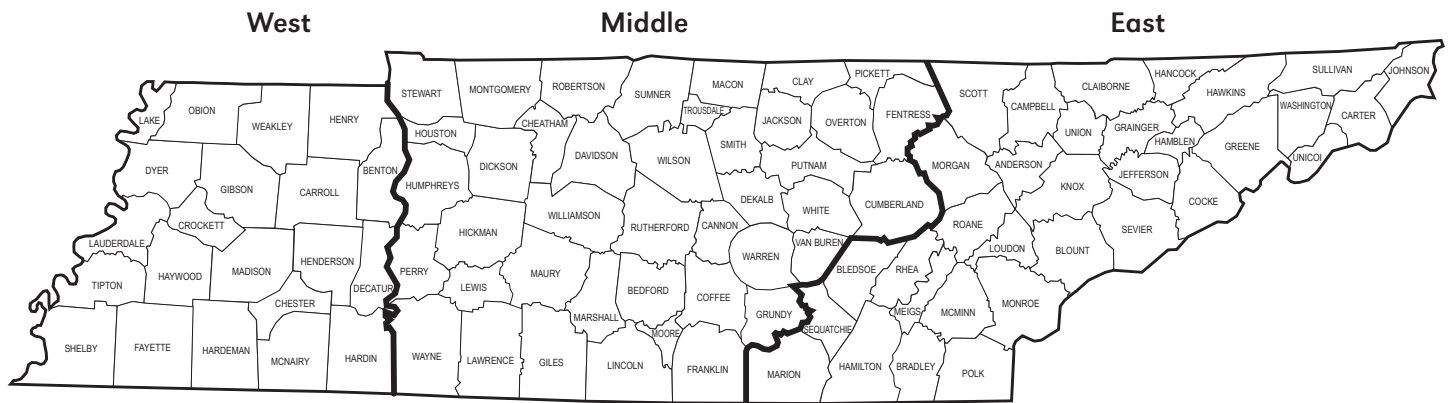 West Middle East
LAKE
OBION
WEAKLEY
HENRY
DYER
GIBSON
CARROLL
BENTON
CROCKETT
LAUDERDALE
HAYWOOD
MADISON
HENDERSON
TIPTON
CHESTER
DECATUR
SHELBY
FAYETTE
HARDEMAN
MCNAIRY
HARDIN
STEWART
MONTGOMERY
ROBERTSON
SUMNER
MACON
CLAY
PICKETT
TROUSDALE
HOUSTON
CHEATHAM
JACKSON
OVERTON
FENTRESS
DICKSON
DAVIDSON
WILSON
SMITH
PUTNAM
HUMPHREYS
WILLIAMSON
DEKALB
WHITE
CUMBERLAND
HICKMAN
RUTHERFORD
CANNON
VAN BUREN
WARREN
PERRY
LEWIS
MAURY
BEDFORD
COFFEE
MARSHALL
MOORE
GRUNDY
WAYNE
LAWRENCE
GILES
LINCOLN
FRANKLIN
SCOTT
CAMPBELL
CLAIBORNE
HANCOCK
HAWKINS
SULLIVAN
JOHNSON
WASHINGTON
CARTER
UNION
GRAINGER
HAMBLEN
GREENE
UNICOI
MORGAN
ANDERSON
KNOX
JEFFERSON
COCKE
ROANE
LOUDON
BLOUNT
SEVIER
BLEDSOE
RHEA
MEIGS
MCMINN
MONROE
SEQUATCHIE
MARION
HAMILTON
BRADLEY
POLK